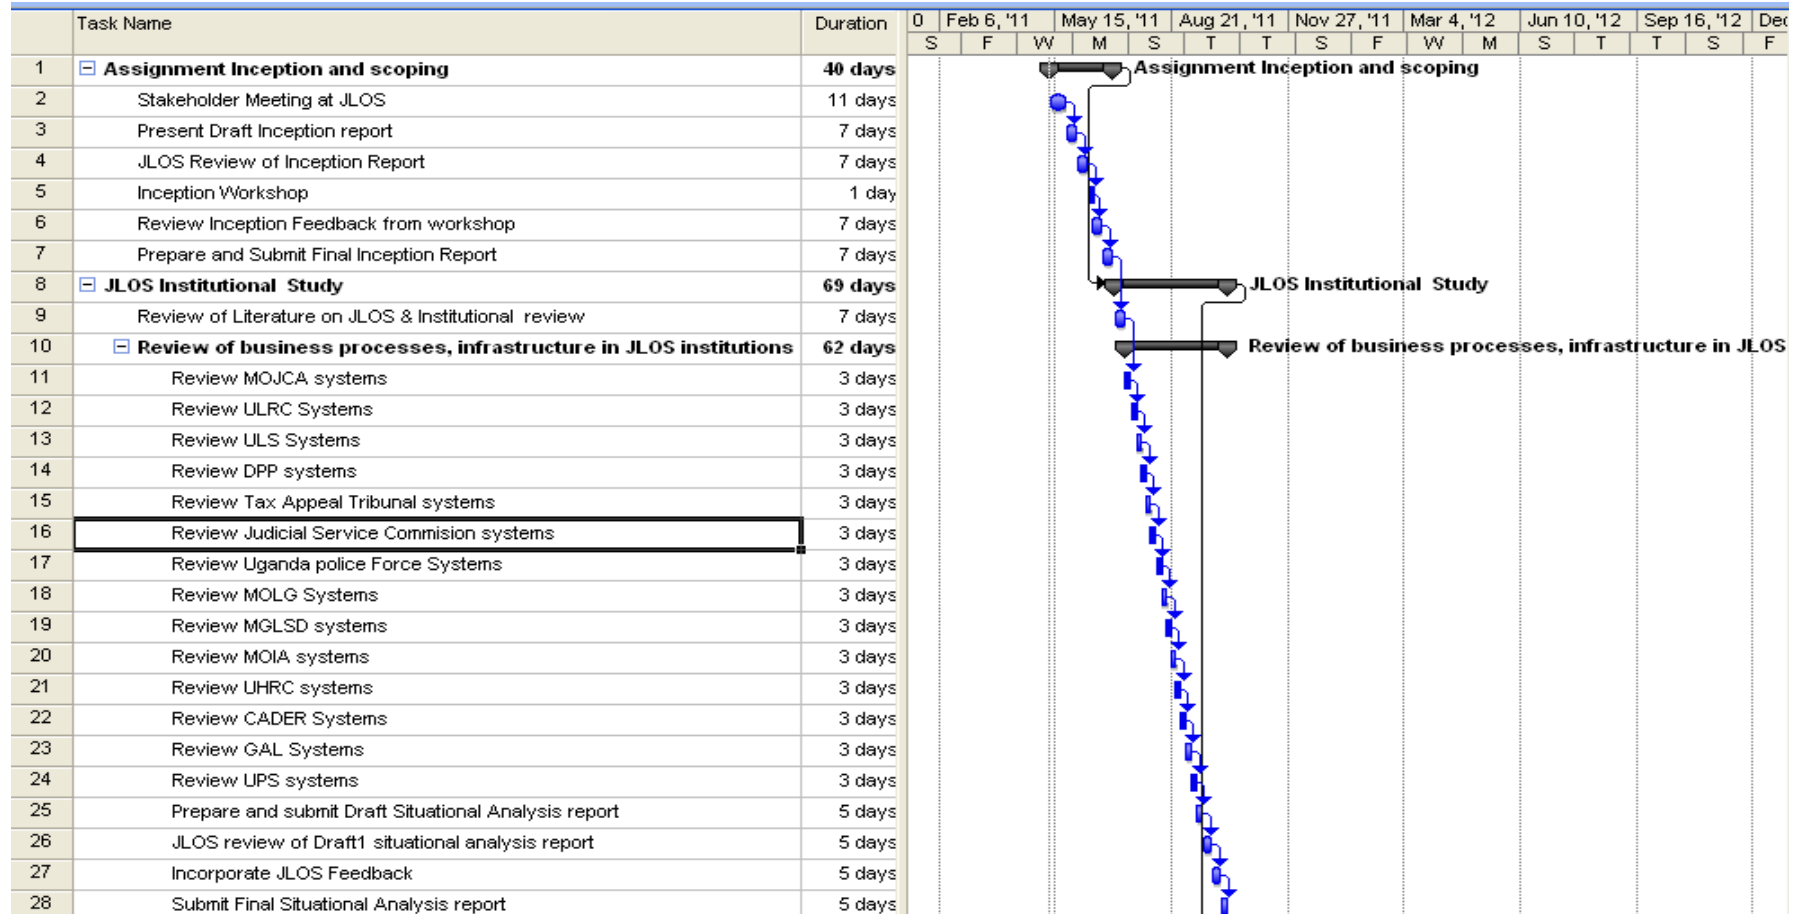 Task Name Duration 0 Feb 6, '11 May 15, '11 Aug 21, '11 Nov 27, '11 Mar 4, '12 Jun 10, '12 Sep 16, '12 Dec
S F W M S T T S F W M S T T S F
1 Assignment Inception and scoping 40 days Assignment Inception and scoping
2 Stakeholder Meeting at JLOS 11 days
3 Present Draft Inception report 7 days
4 JLOS Review of Inception Report 7 days
5 Inception Workshop 1 day
6 Review Inception Feedback from workshop 7 days
7 Prepare and Submit Final Inception Report 7 days
8 JLOS Institutional Study 69 days JLOS Institutional Study
9 Review of Literature on JLOS & Institutional review 7 days
10 Review of business processes, infrastructure in JLOS institutions 62 days Review of business processes, infrastructure in JLOS
11 Review MOJCA systems 3 days
12 Review ULRC Systems 3 days
13 Review ULS Systems 3 days
14 Review DPP systems 3 days
15 Review Tax Appeal Tribunal systems 3 days
16 Review Judicial Service Commision systems 3 days
17 Review Uganda police Force Systems 3 days
18 Review MOLG Systems 3 days
19 Review MGLSD systems 3 days
20 Review MOIA systems 3 days
21 Review UHRC systems 3 days
22 Review CADER Systems 3 days
23 Review GAL Systems 3 days
24 Review UPS systems 3 days
25 Prepare and submit Draft Situational Analysis report 5 days
26 JLOS review of Draft1 situational analysis report 5 days
27 Incorporate JLOS Feedback 5 days
28 Submit Final Situational Analysis report 5 days